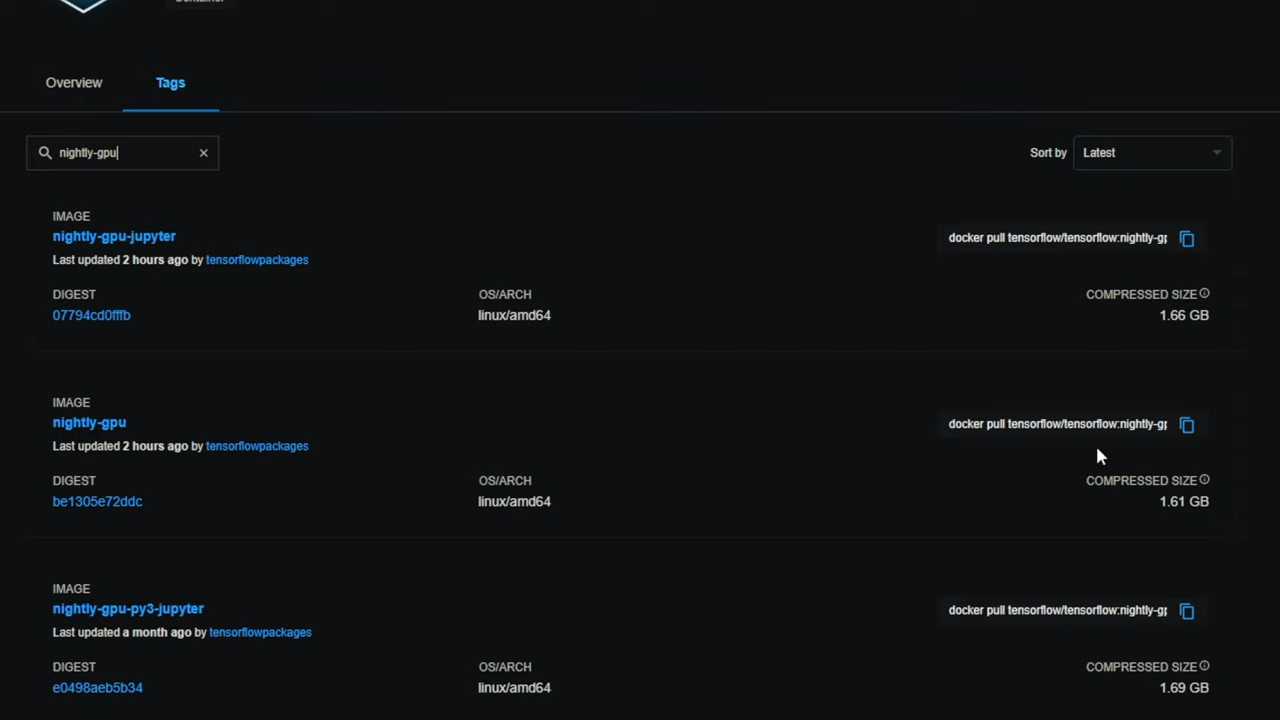 Container
Overview
Tags
nightly-gpu
Sort by
Latest
IMAGE
nightly-gpu-jupyter
docker pull tensorflow/tensorflow:nightly-gp
Last updated 2 hours ago by tensorflowpackages
DIGEST
OS/ARCH
COMPRESSED SIZE
07794cd0fffb
linux/amd64
1.66 GB
IMAGE
nightly-gpu
docker pull tensorflow/tensorflow:nightly-gp
Last updated 2 hours ago by tensorflowpackages
DIGEST
OS/ARCH
COMPRESSED SIZE
be1305e72ddc
linux/amd64
1.61 GB
IMAGE
nightly-gpu-py3-jupyter
docker pull tensorflow/tensorflow:nightly-gp
Last updated a month ago by tensorflowpackages
DIGEST
OS/ARCH
COMPRESSED SIZE
e0498aeb5b34
linux/amd64
1.69 GB